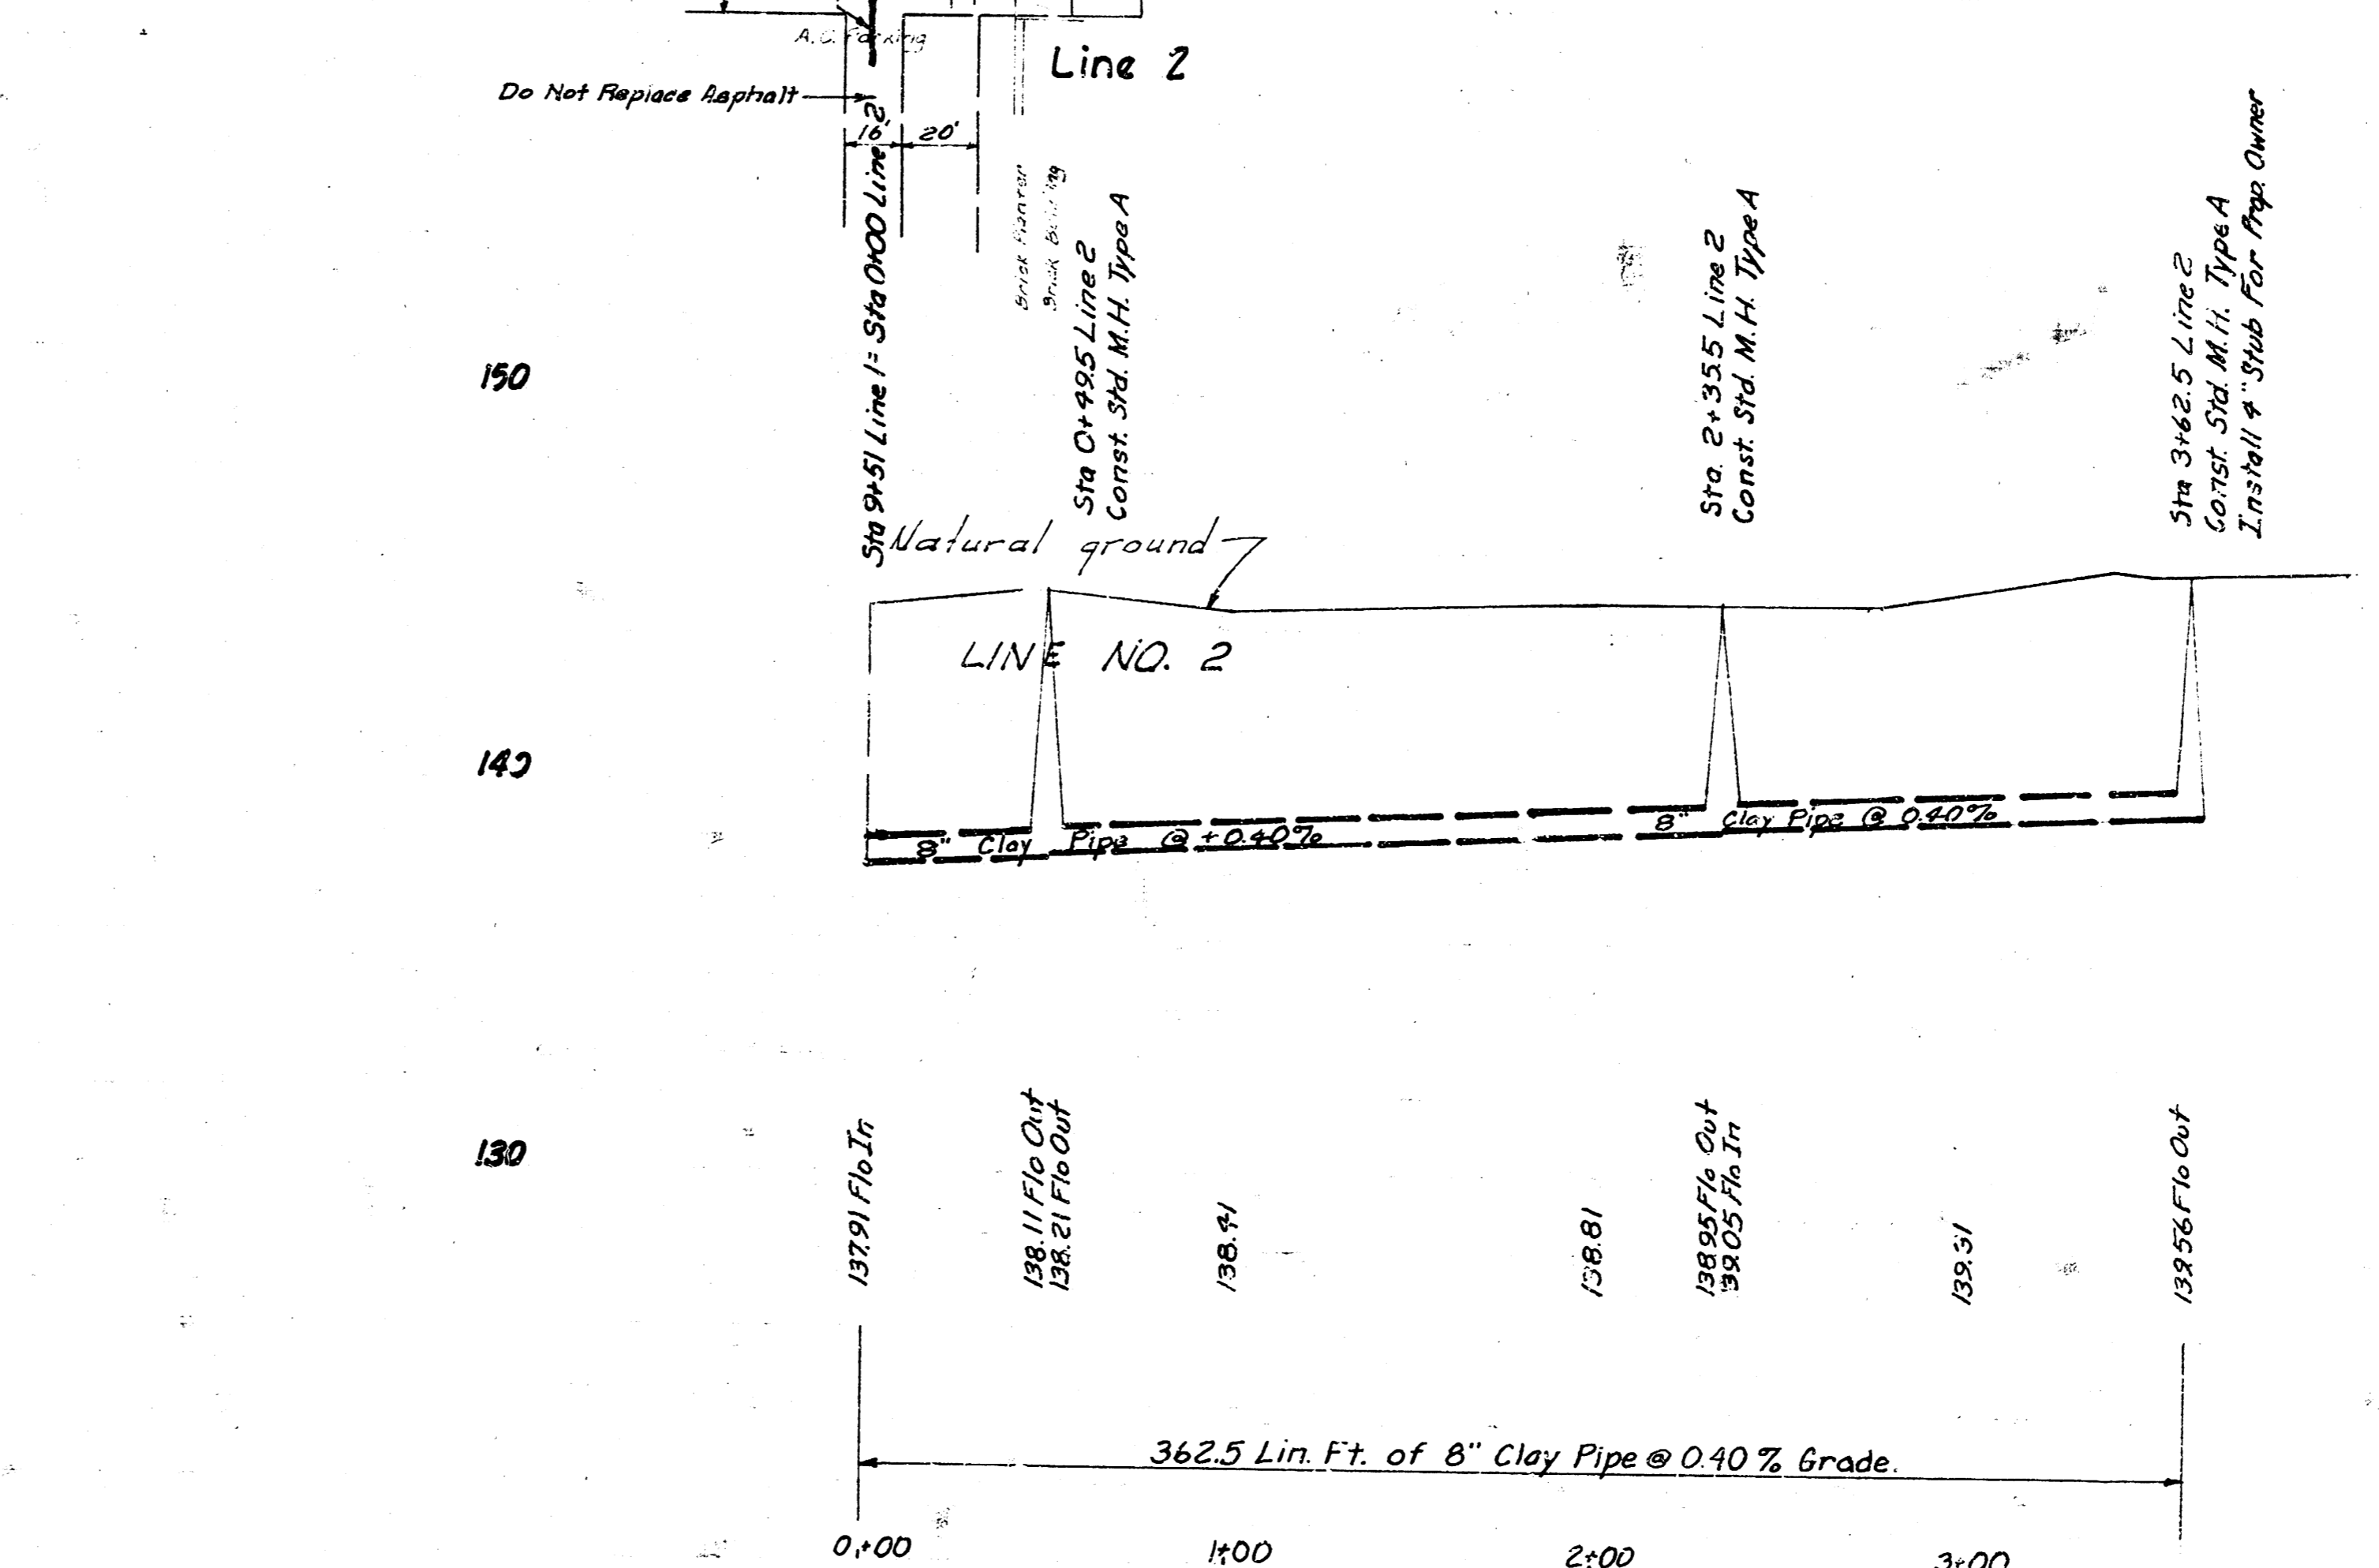 A.C. Parking
Line 2
Do Not Replace Asphalt
16'
20'
Brick Planter
Brick Building
Sta 9+51 Line 1 = Sta 0+00 Line 2
Sta 0+49.5 Line 2
Const. Std. M.H. Type A
Sta. 2+35.5 Line 2
Const. Std. M.H. Type A
Sta 3+62.5 Line 2
Const. Std. M.H. Type A
Install 4" Stub For Prop. Owner
150
Natural ground
LINE NO. 2
140
8" Clay Pipe @ +0.40%
8" Clay Pipe @ 0.40%
130
137.91 Flo In
138.11 Flo Out
138.21 Flo Out
138.41
138.81
138.95 Flo Out
139.05 Flo In
139.31
139.56 Flo Out
362.5 Lin. Ft. of 8" Clay Pipe @ 0.40% Grade.
0+00
1+00
2+00
3+00